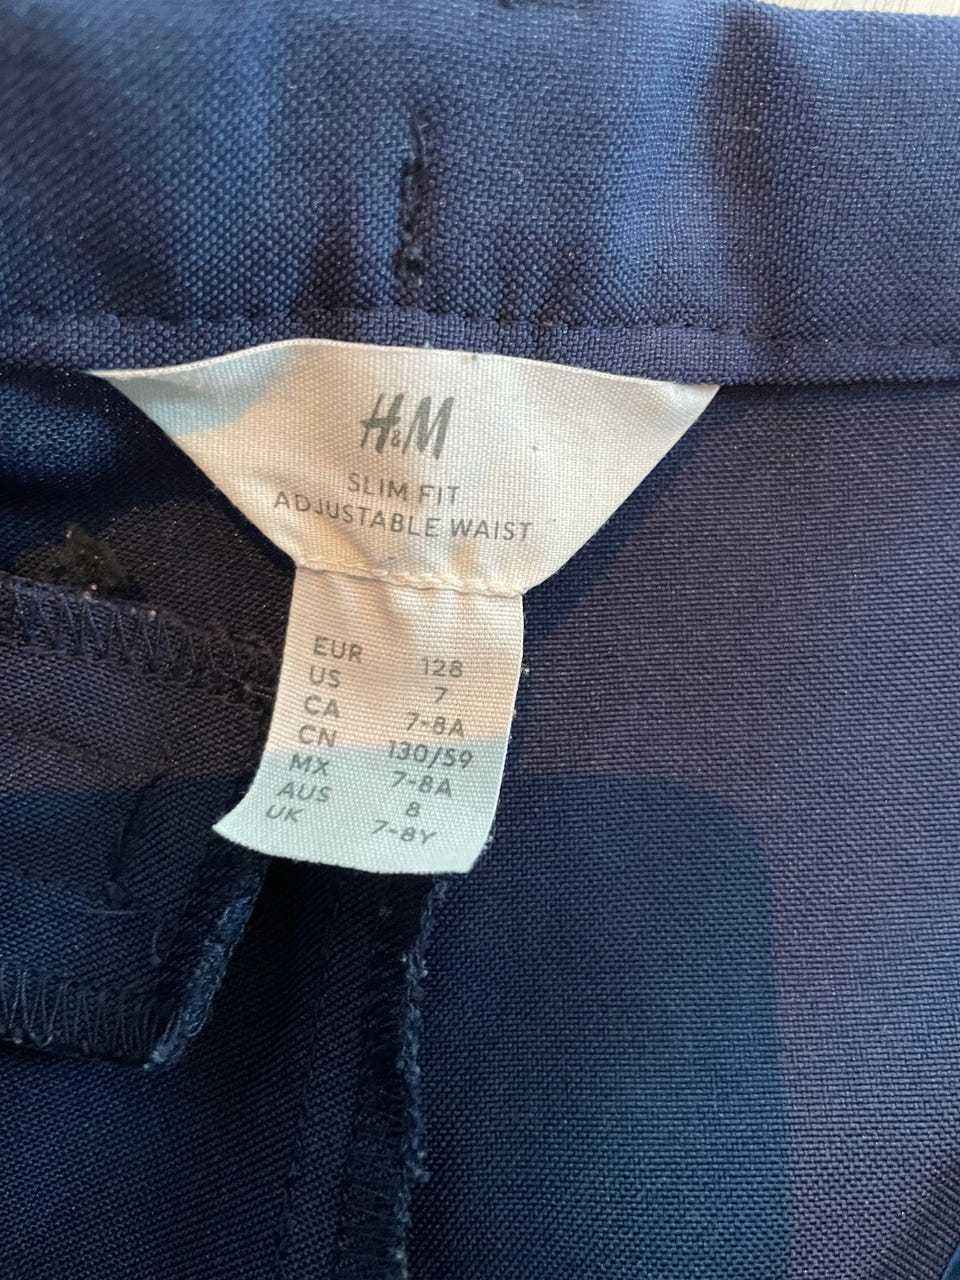 H&M
SLIM FIT
ADJUSTABLE WAIST
EUR 128
US 7
CA 7-8A
CN 130/59
MX 7-8A
AUS 8
UK 7-8Y